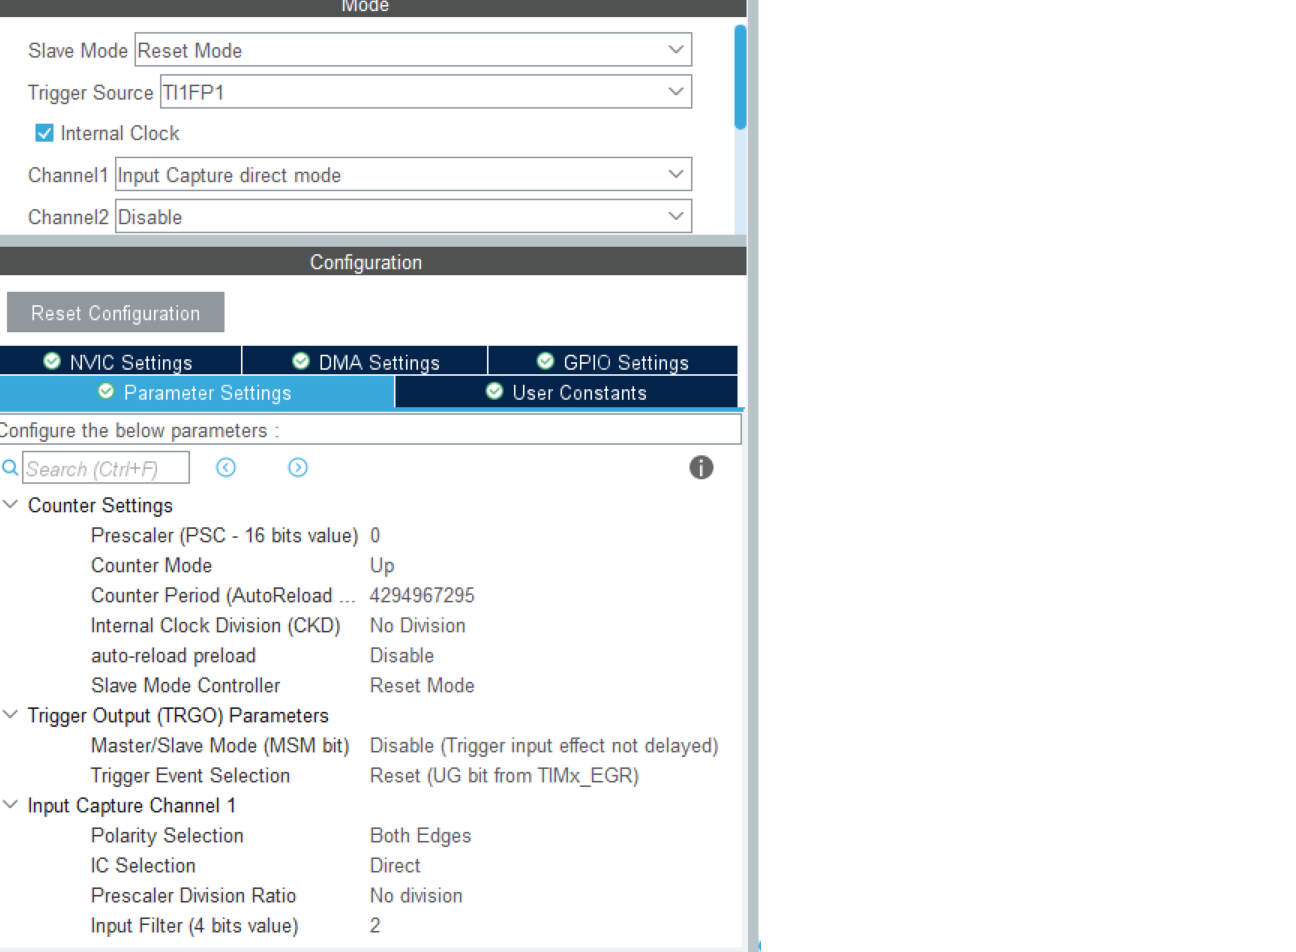 Mode
Slave Mode Reset Mode
Trigger Source TI1FP1
Internal Clock
Channel1 Input Capture direct mode
Channel2 Disable
Configuration
Reset Configuration
NVIC Settings DMA Settings GPIO Settings
Parameter Settings User Constants
Configure the below parameters :
Search (Ctrl+F)
Counter Settings
Prescaler (PSC - 16 bits value) 0
Counter Mode Up
Counter Period (AutoReload ... 4294967295
Internal Clock Division (CKD) No Division
auto-reload preload Disable
Slave Mode Controller Reset Mode
Trigger Output (TRGO) Parameters
Master/Slave Mode (MSM bit) Disable (Trigger input effect not delayed)
Trigger Event Selection Reset (UG bit from TIMx_EGR)
Input Capture Channel 1
Polarity Selection Both Edges
IC Selection Direct
Prescaler Division Ratio No division
Input Filter (4 bits value) 2